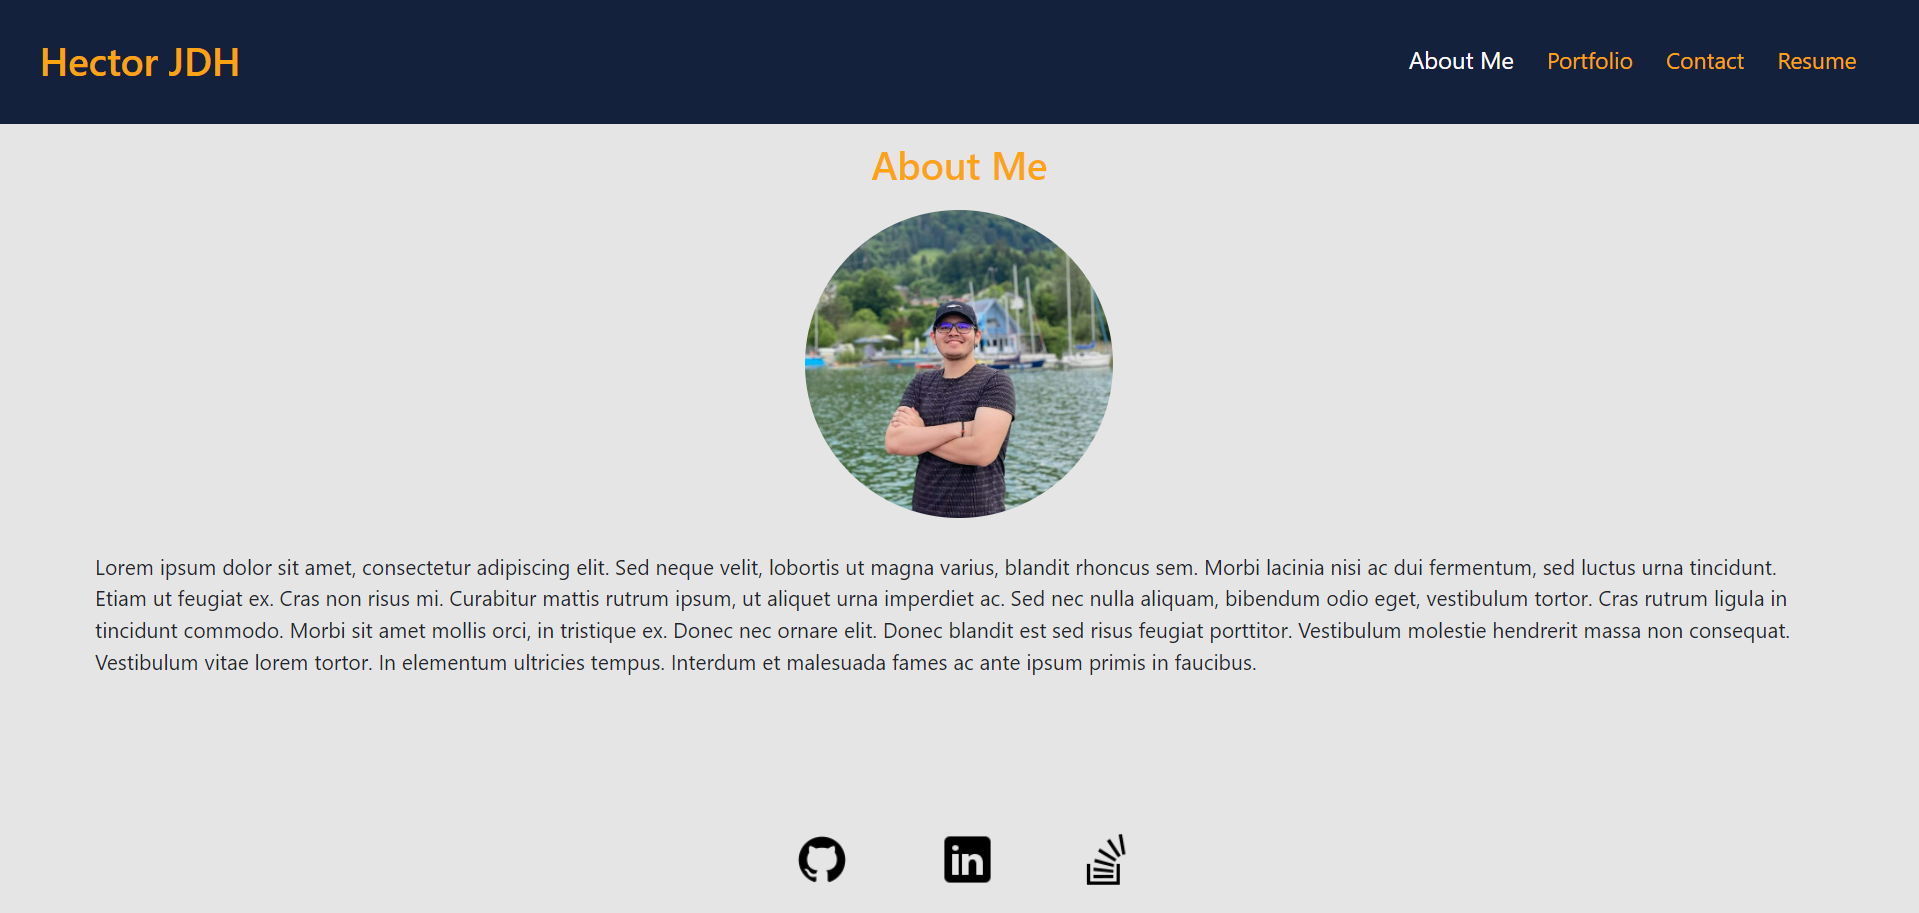 Hector JDH
About Me Portfolio Contact Resume
About Me
Lorem ipsum dolor sit amet, consectetur adipiscing elit. Sed neque velit, lobortis ut magna varius, blandit rhoncus sem. Morbi lacinia nisi ac dui fermentum, sed luctus urna tincidunt.
Etiam ut feugiat ex. Cras non risus mi. Curabitur mattis rutrum ipsum, ut aliquet urna imperdiet ac. Sed nec nulla aliquam, bibendum odio eget, vestibulum tortor. Cras rutrum ligula in
tincidunt commodo. Morbi sit amet mollis orci, in tristique ex. Donec nec ornare elit. Donec blandit est sed risus feugiat porttitor. Vestibulum molestie hendrerit massa non consequat.
Vestibulum vitae lorem tortor. In elementum ultricies tempus. Interdum et malesuada fames ac ante ipsum primis in faucibus.
in